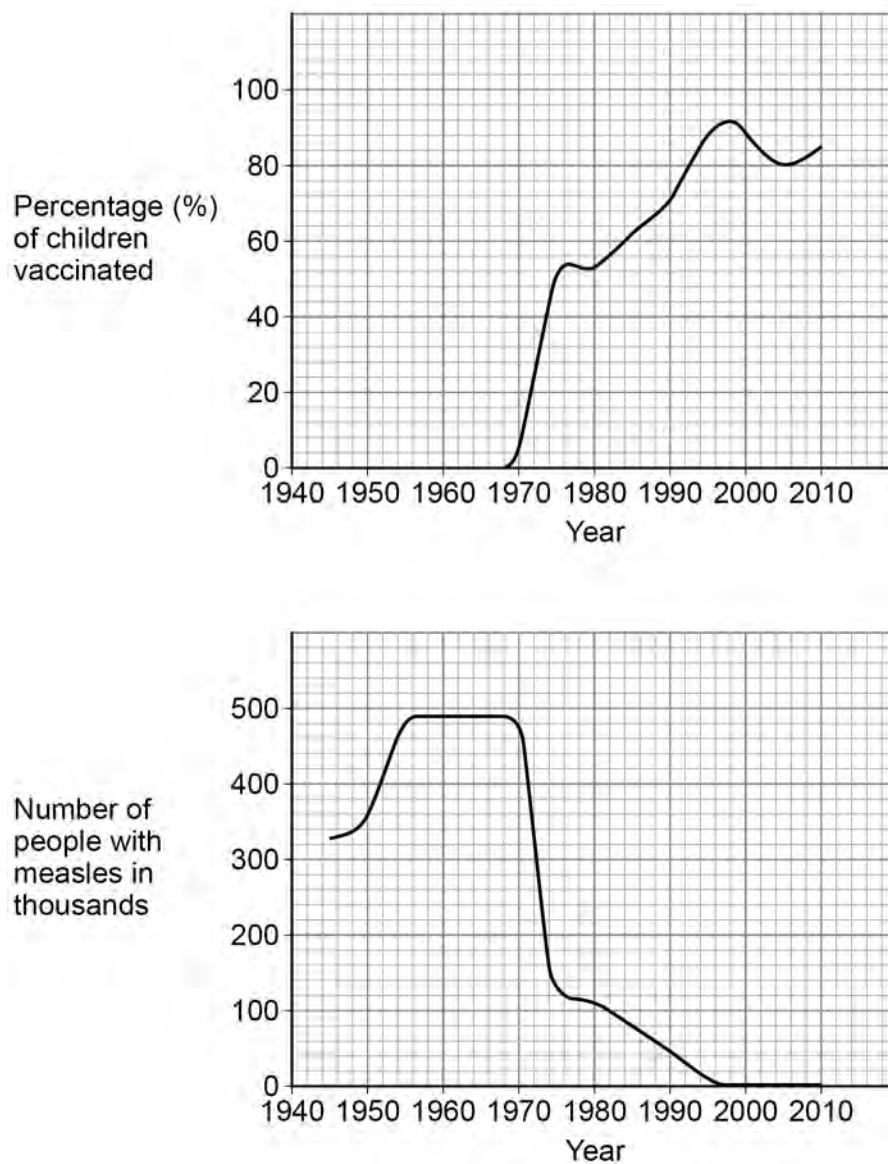 100
80
Percentage (%)
of children
vaccinated
60
40
20
0
1940 1950 1960 1970 1980 1990 2000 2010
Year
500
400
Number of
people with
measles in
thousands
300
200
100
0
1940 1950 1960 1970 1980 1990 2000 2010
Year